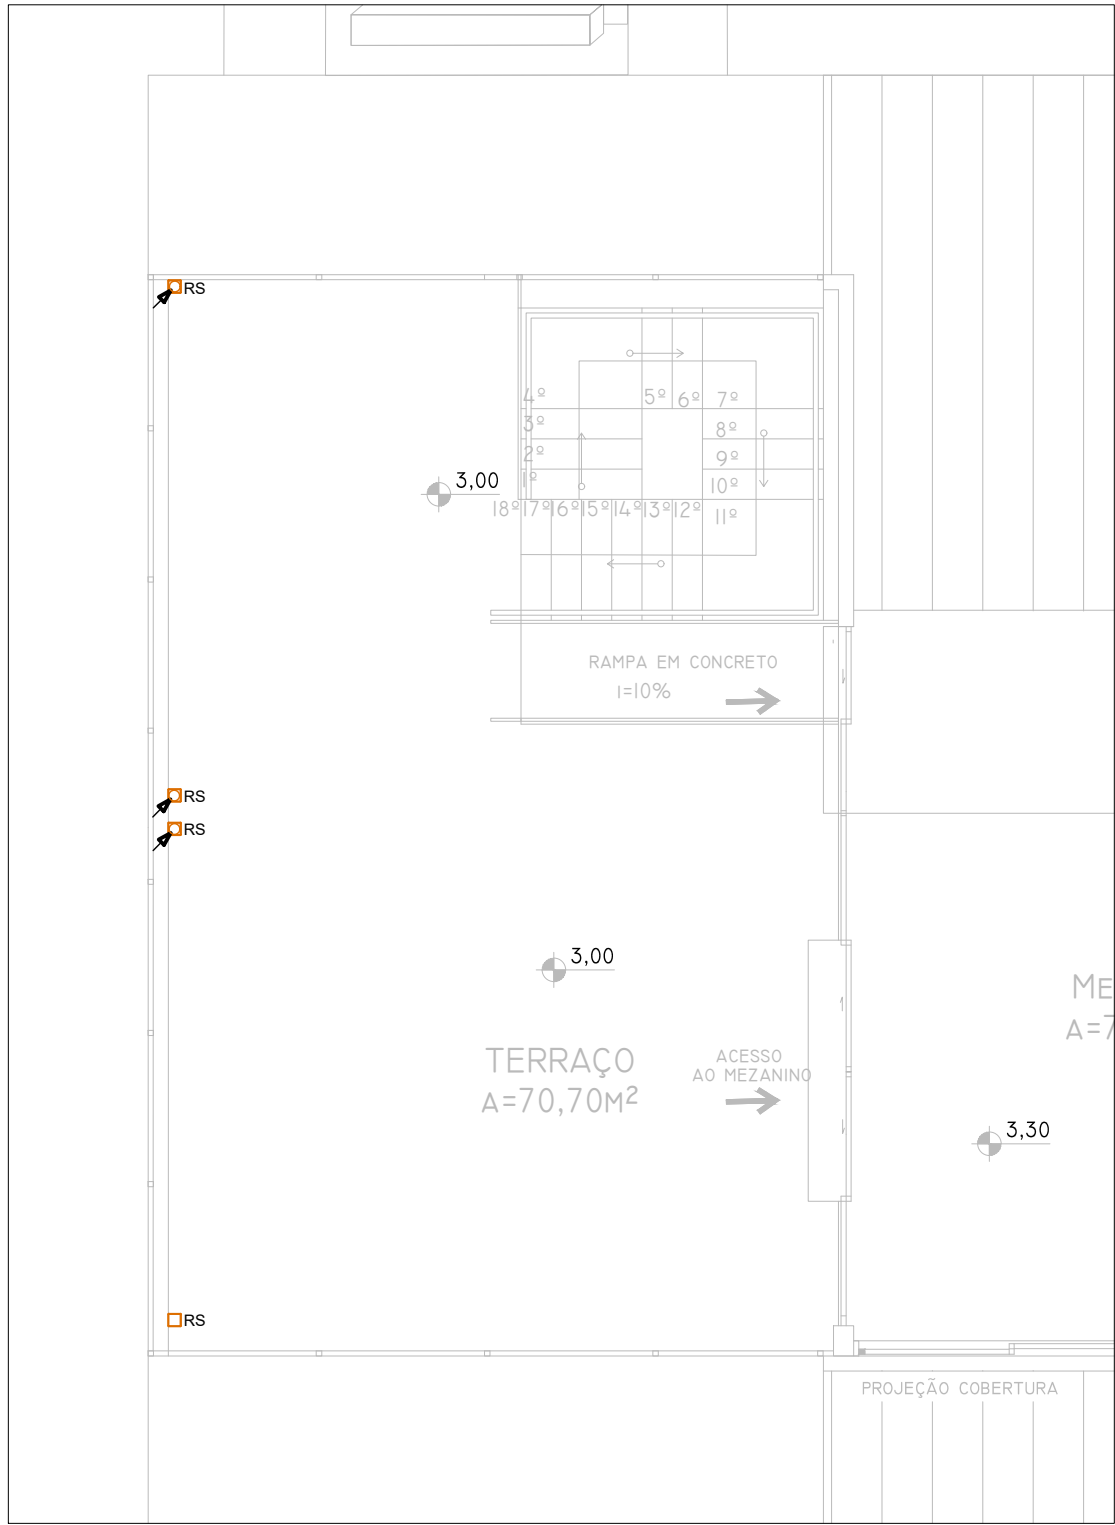 RS
4º
5º
6º
7º
3º
8º
2º
9º
1º
10º
3,00
18º 17º 16º 15º 14º 13º 12º
11º
RAMPA EM CONCRETO
I=10%
RS
RS
3,00
ME
A=7
TERRAÇO
A=70,70M²
ACESSO
AO MEZANINO
3,30
RS
PROJEÇÃO COBERTURA